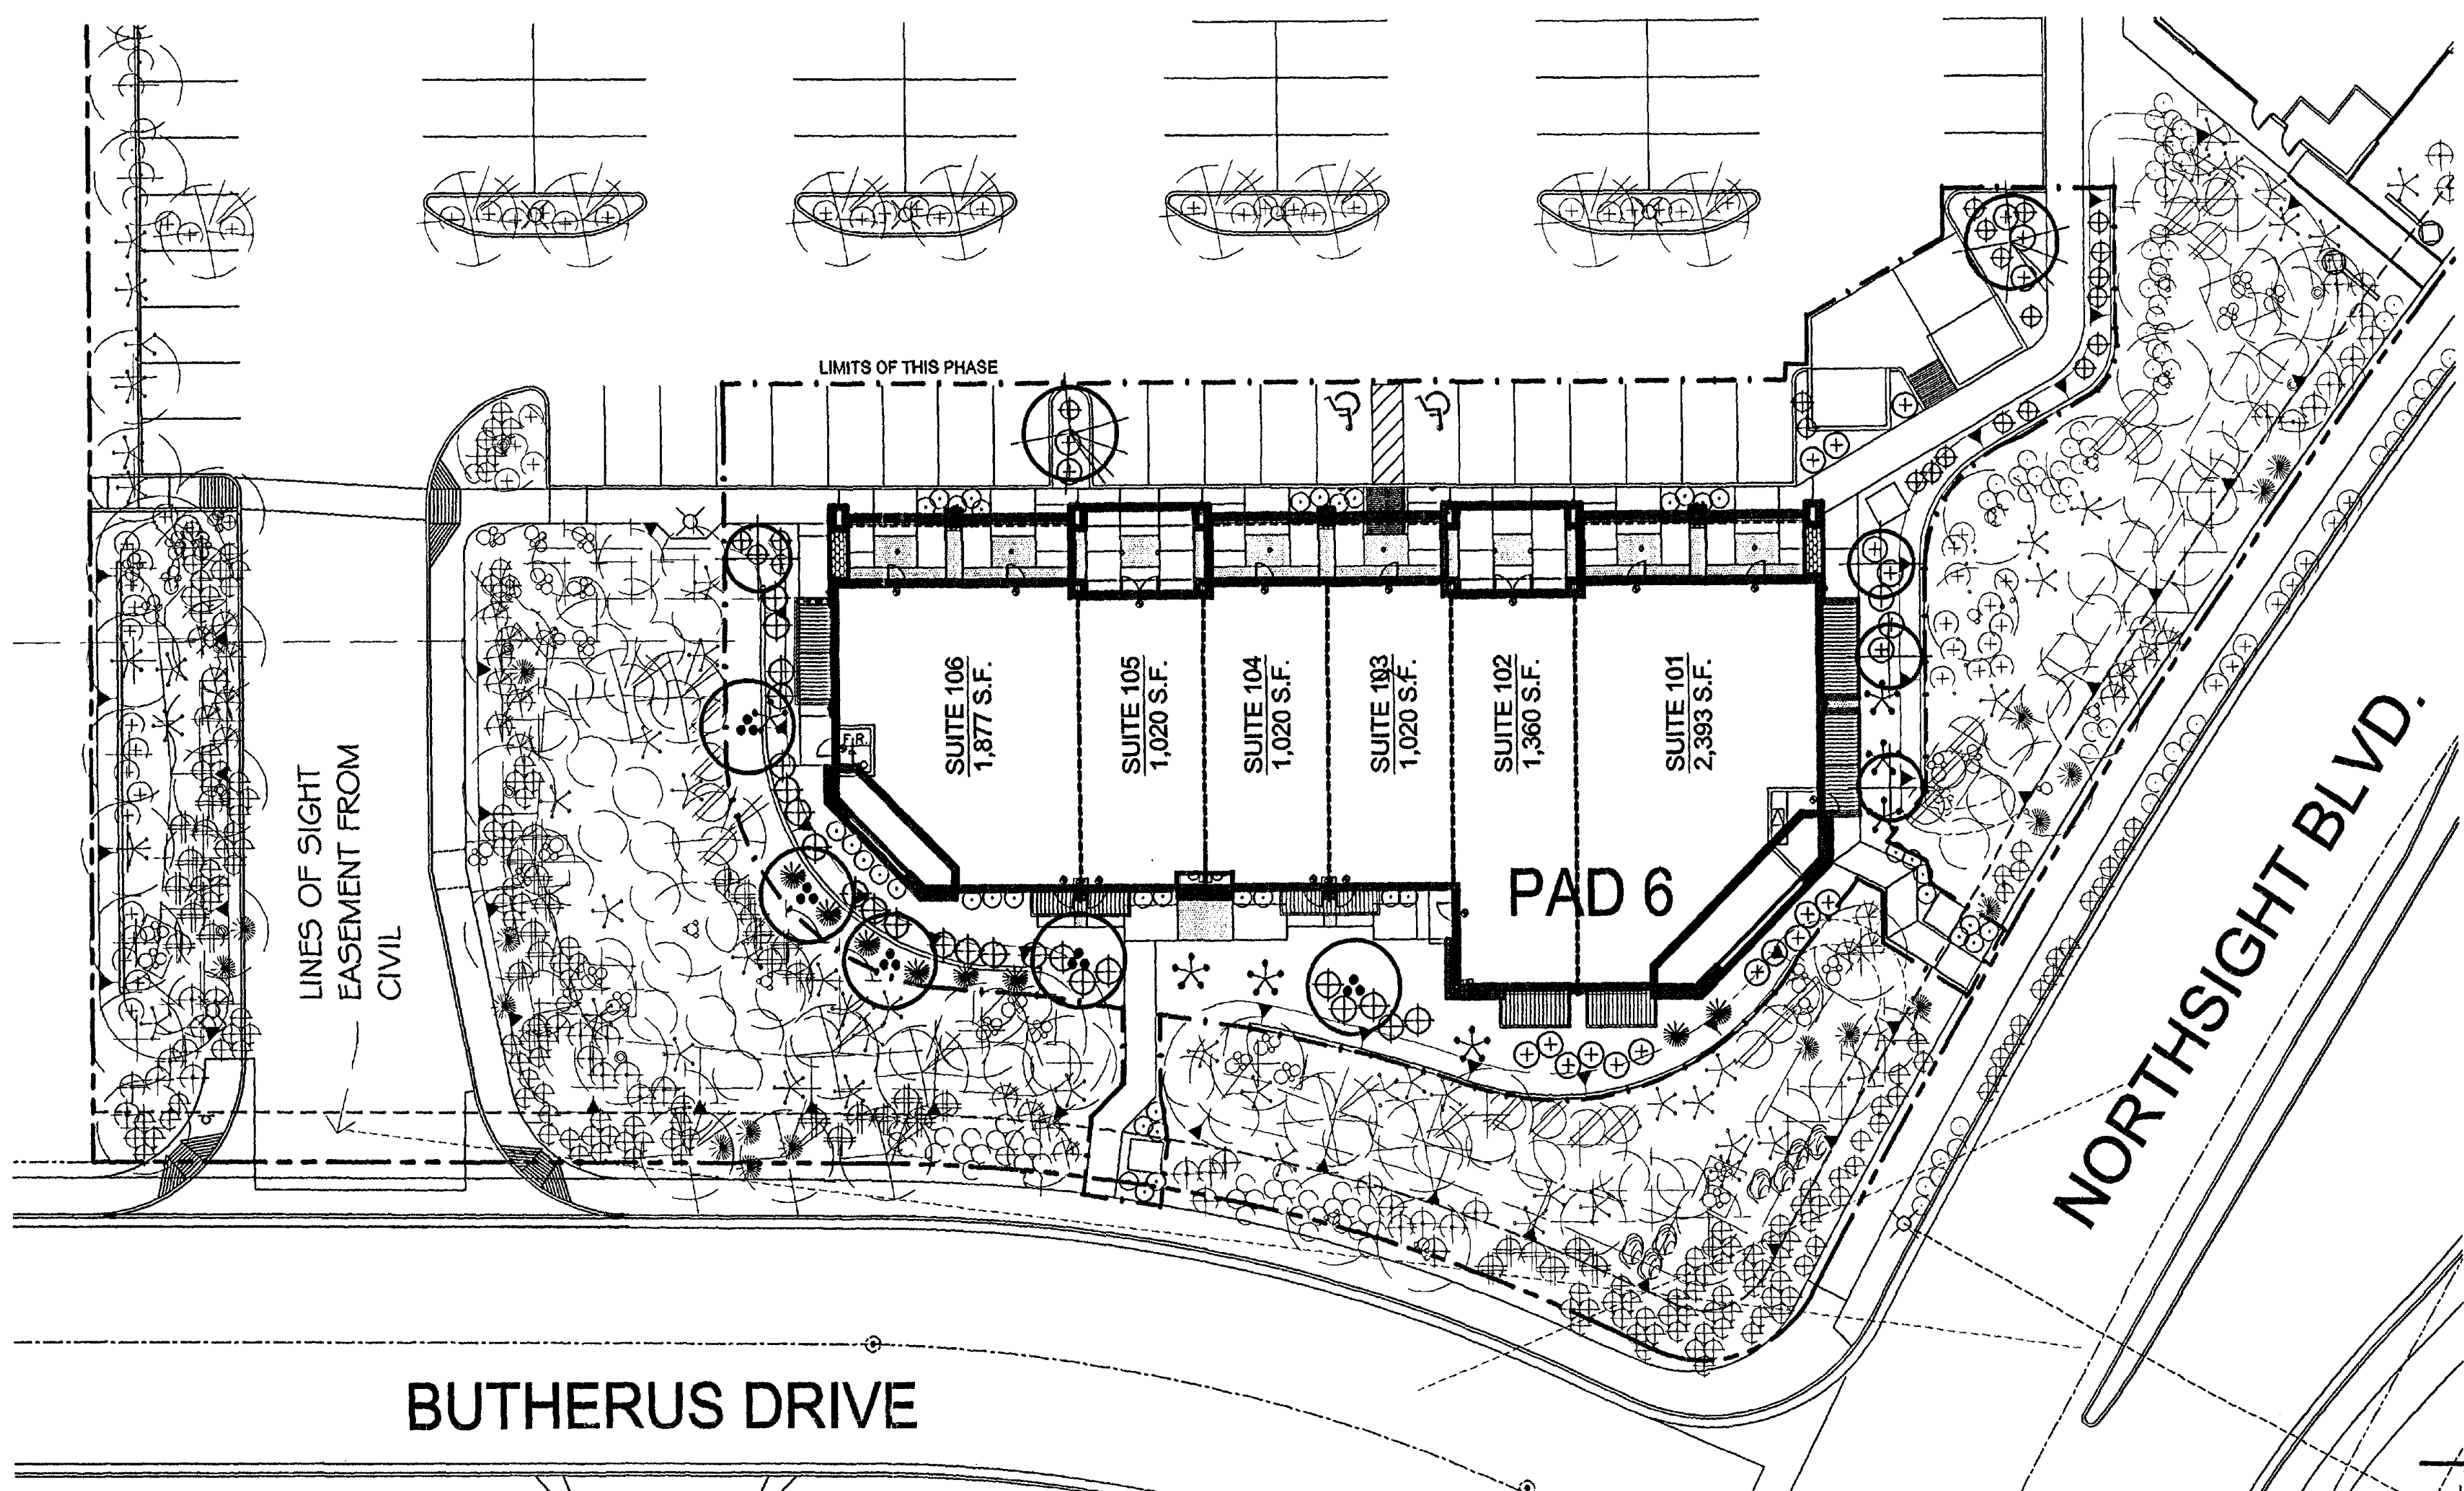 LIMITS OF THIS PHASE
SUITE 106
1,877 S.F.
SUITE 105
1,020 S.F.
SUITE 104
1,020 S.F.
SUITE 103
1,020 S.F.
SUITE 102
1,360 S.F.
SUITE 101
2,393 S.F.
F.R.
PAD 6
LINES OF SIGHT
EASEMENT FROM
CIVIL
NORTHSIGHT BLVD.
BUTHERUS DRIVE